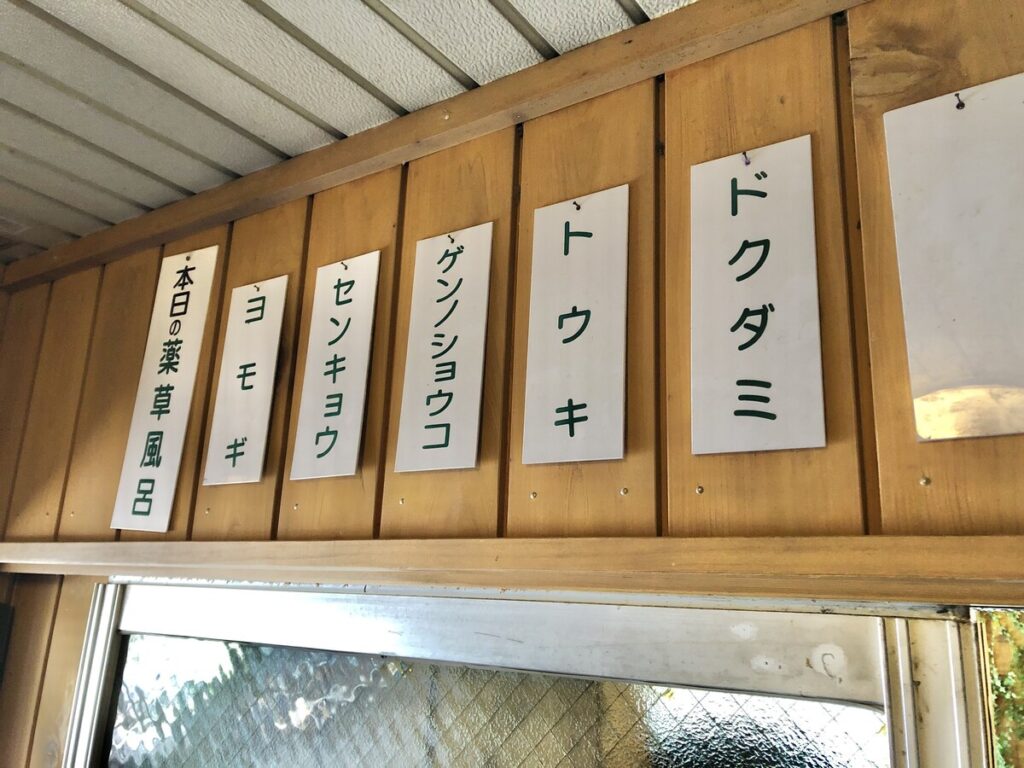 本日の薬草風呂
ヨモギ
センキョウ
ゲンノショウコ
トウキ
ドクダミ